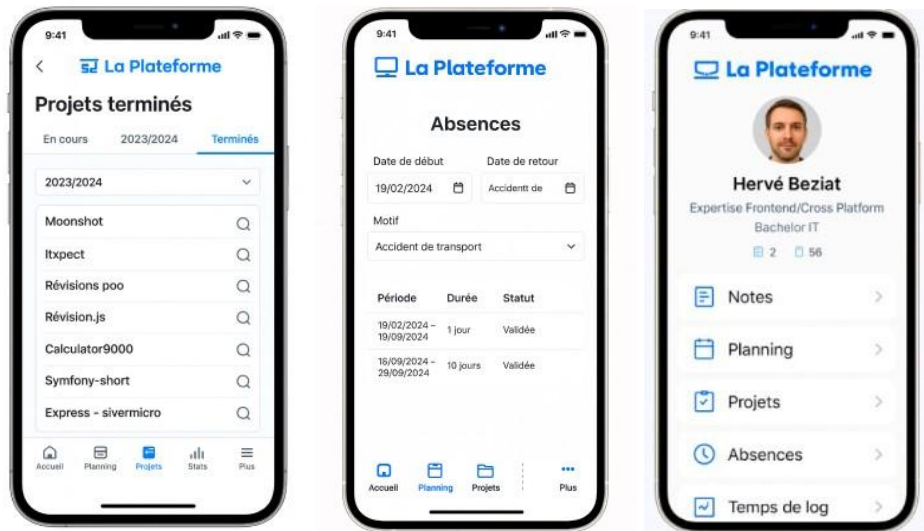 9:41
La Plateforme
Projets terminés
En cours 2023/2024 Terminés
2023/2024
Moonshot
Itxpect
Révisions poo
Révision.js
Calculator9000
Symfony-short
Express - sivermicro
Accueil Planning Projets Stats Plus
9:41
La Plateforme
Absences
Date de début Date de retour
19/02/2024 Accidentt de
Motif
Accident de transport
Période Durée Statut
19/02/2024 –
19/09/2024 1 jour Validée
16/09/2024 –
29/09/2024 10 jours Validée
Accueil Planning Projets Plus
9:41
La Plateforme
Hervé Beziat
Expertise Frontend/Cross Platform
Bachelor IT
2 56
Notes
Planning
Projets
Absences
Temps de log